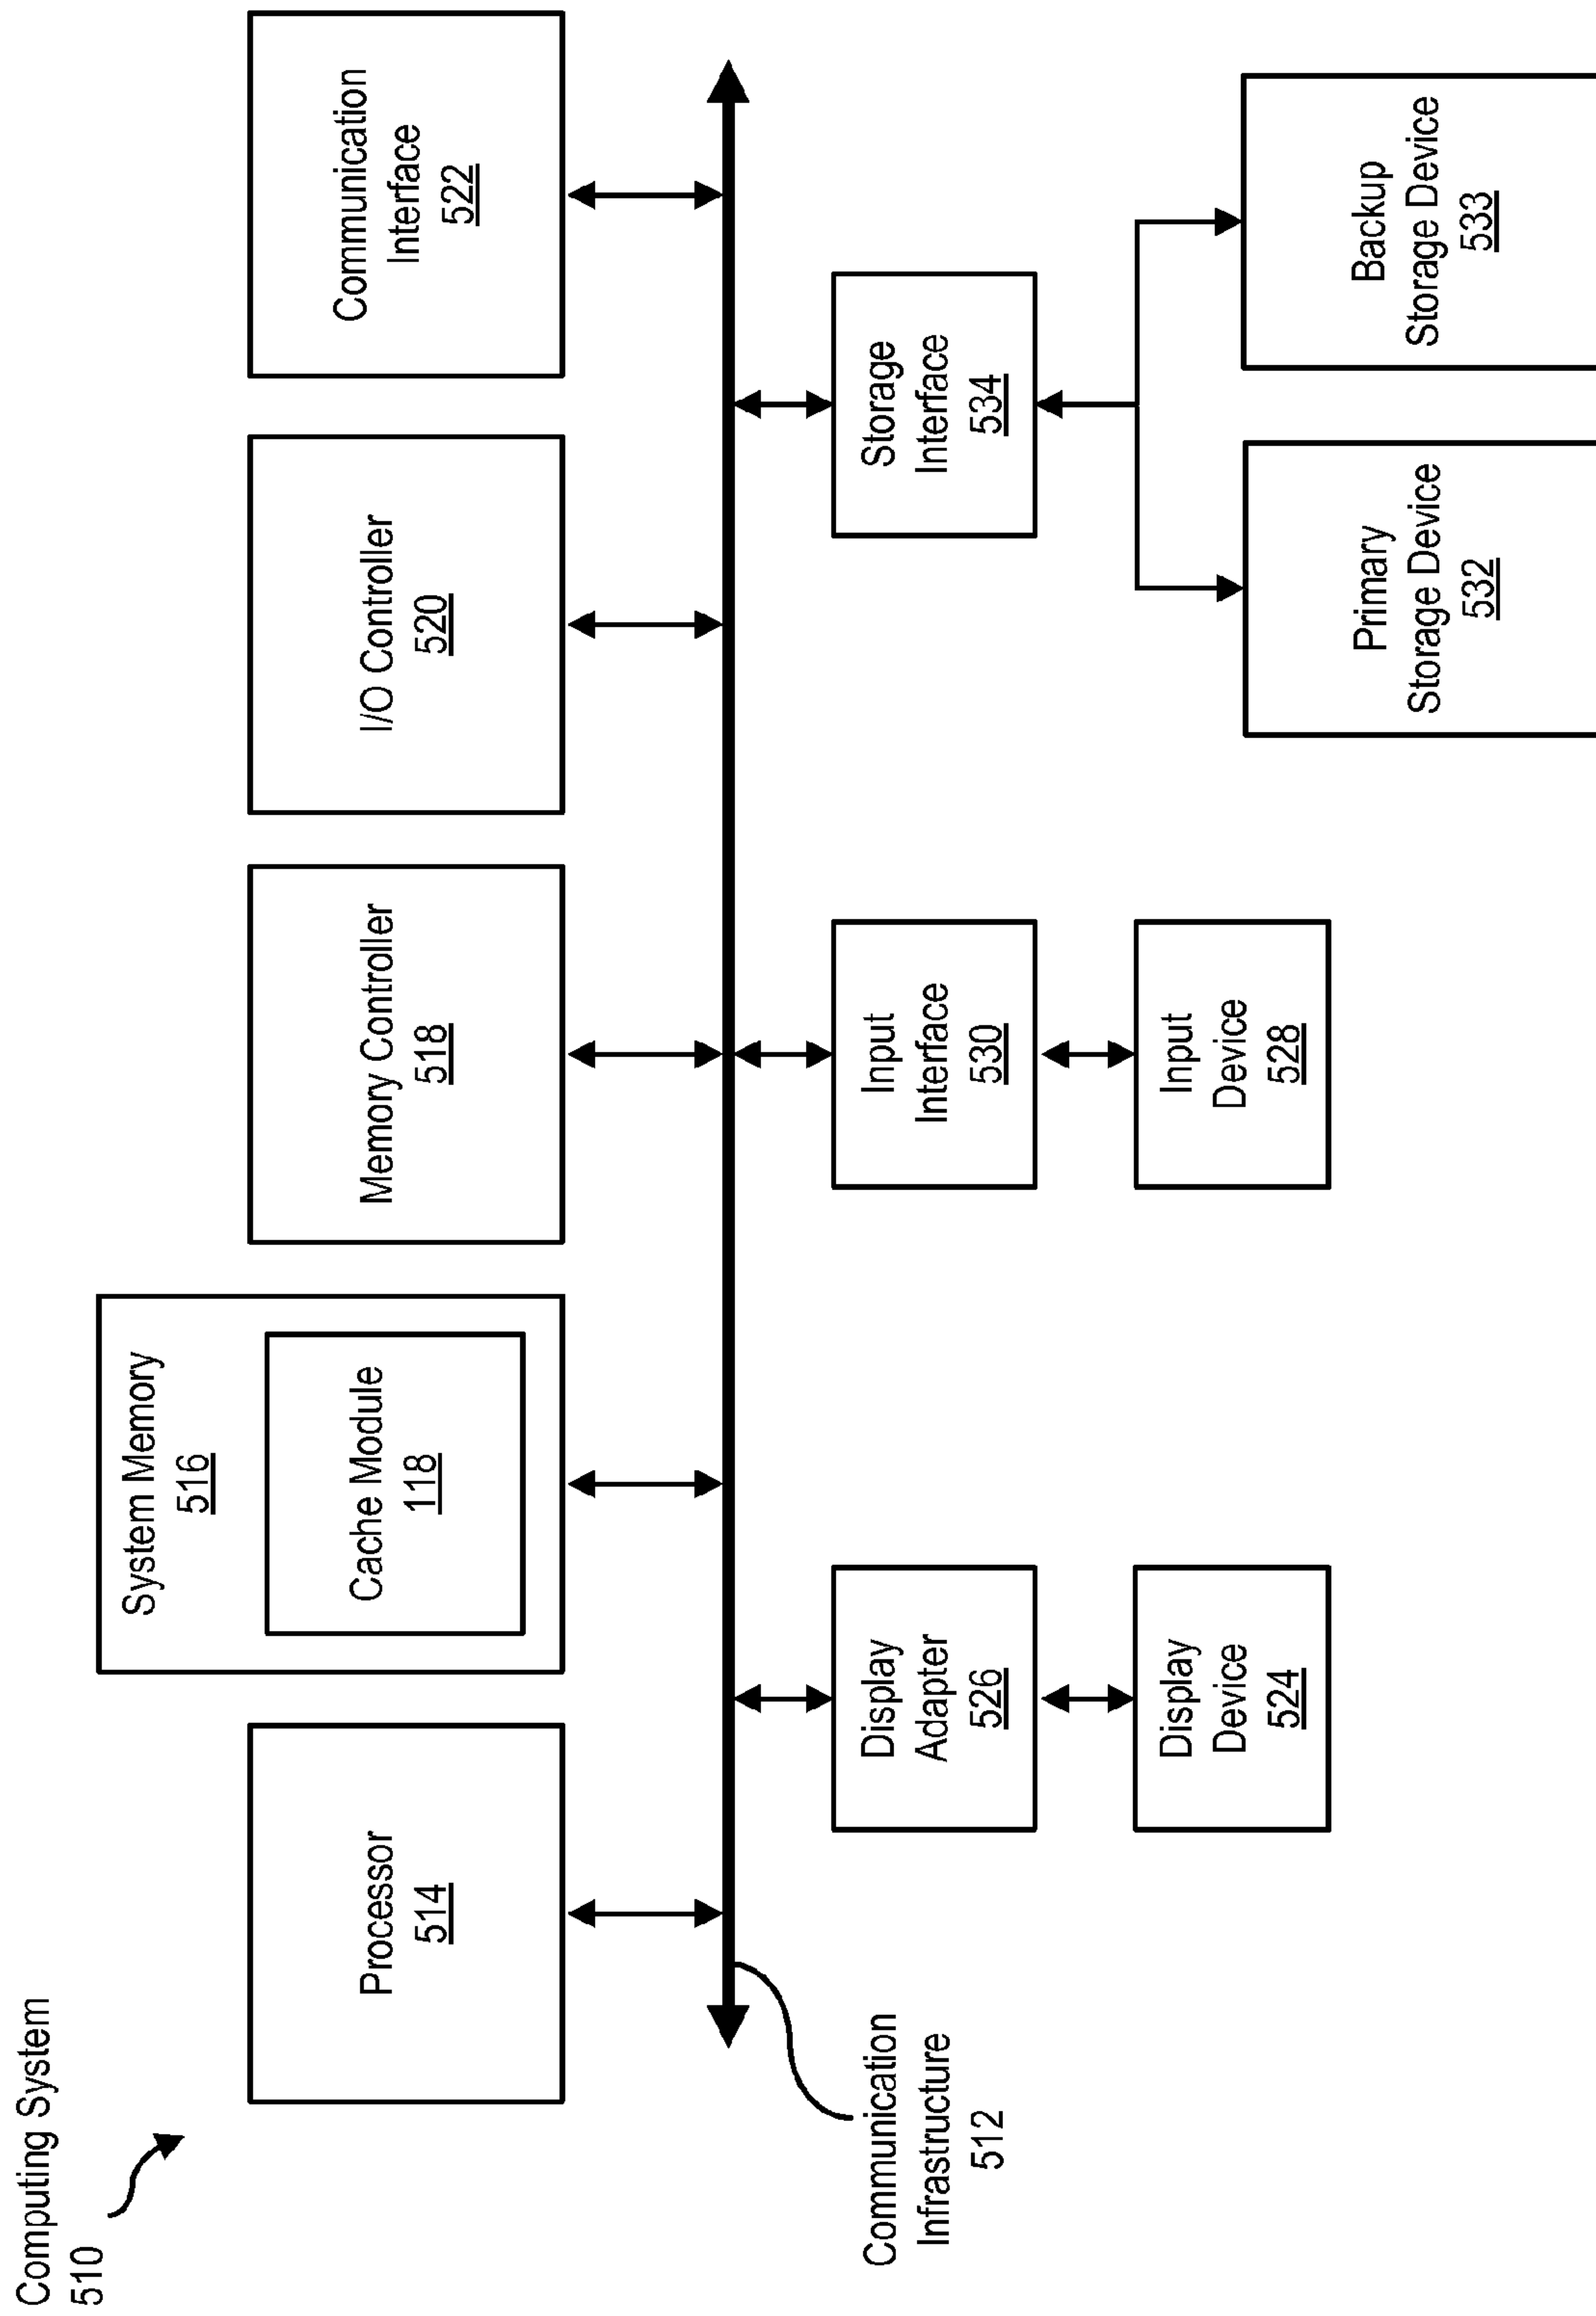 Computing System
510
Processor
514
System Memory
516
Cache Module
118
Memory Controller
518
I/O Controller
520
Communication
Interface
522
Communication
Infrastructure
512
Display
Adapter
526
Input
Interface
530
Storage
Interface
534
Display
Device
524
Input
Device
528
Primary
Storage Device
532
Backup
Storage Device
533